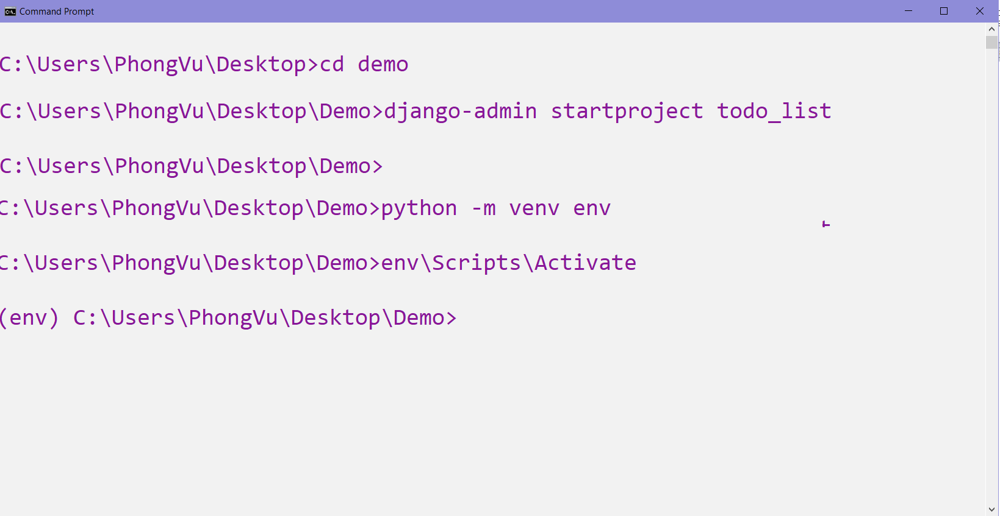 Command Prompt
C:\Users\PhongVu\Desktop>cd demo
C:\Users\PhongVu\Desktop\Demo>django-admin startproject todo_list
C:\Users\PhongVu\Desktop\Demo>
C:\Users\PhongVu\Desktop\Demo>python -m venv env
C:\Users\PhongVu\Desktop\Demo>env\Scripts\Activate
(env) C:\Users\PhongVu\Desktop\Demo>